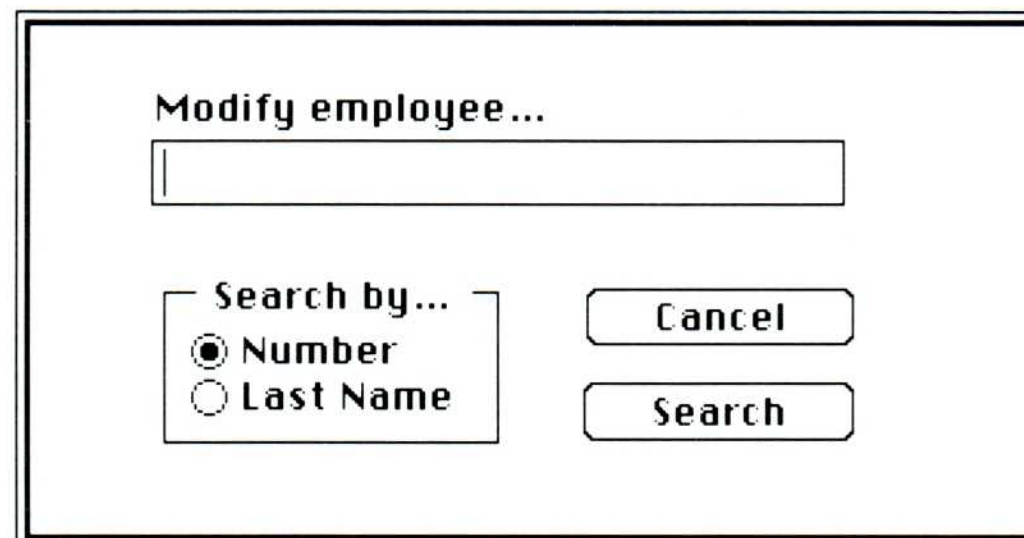 Modify employee...
Search by...
Number
Last Name
Cancel
Search